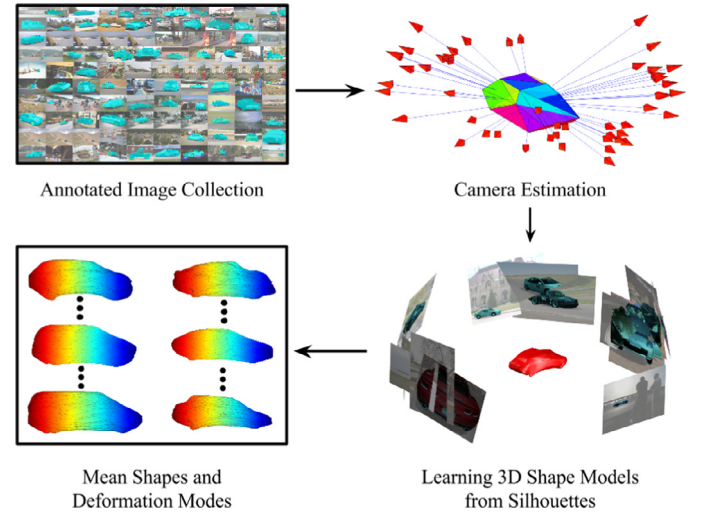 Annotated Image Collection
Camera Estimation
Mean Shapes and
Deformation Modes
Learning 3D Shape Models
from Silhouettes